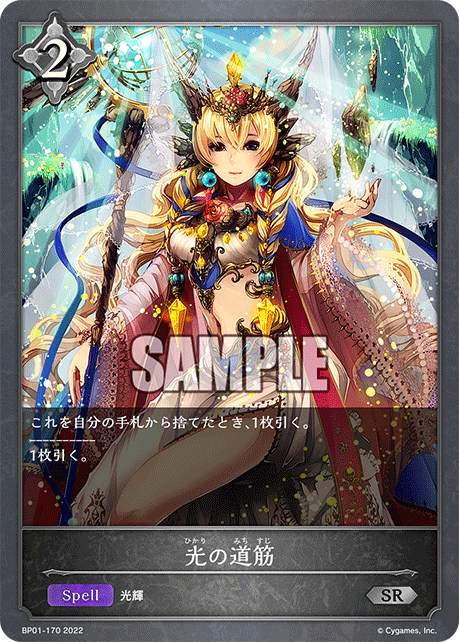 2
SAMPLE
これを自分の手札から捨てたとき、1枚引く。
__________
1枚引く。
ひかり みち すじ
光の道筋
Spell 光輝 SR
BP01-170 2022 © Cygames, Inc.